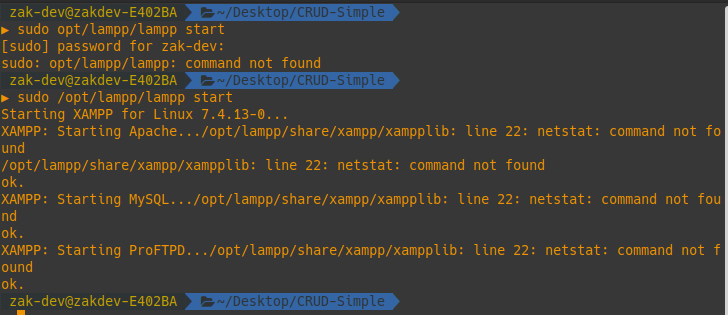 zak-dev@zakdev-E402BA ~/Desktop/CRUD-Simple
▶ sudo opt/lampp/lampp start
[sudo] password for zak-dev:
sudo: opt/lampp/lampp: command not found
zak-dev@zakdev-E402BA ~/Desktop/CRUD-Simple
▶ sudo /opt/lampp/lampp start
Starting XAMPP for Linux 7.4.13-0...
XAMPP: Starting Apache.../opt/lampp/share/xampp/xampplib: line 22: netstat: command not fo
und
/opt/lampp/share/xampp/xampplib: line 22: netstat: command not found
ok.
XAMPP: Starting MySQL.../opt/lampp/share/xampp/xampplib: line 22: netstat: command not fou
nd
ok.
XAMPP: Starting ProFTPD.../opt/lampp/share/xampp/xampplib: line 22: netstat: command not f
ound
ok.
zak-dev@zakdev-E402BA ~/Desktop/CRUD-Simple